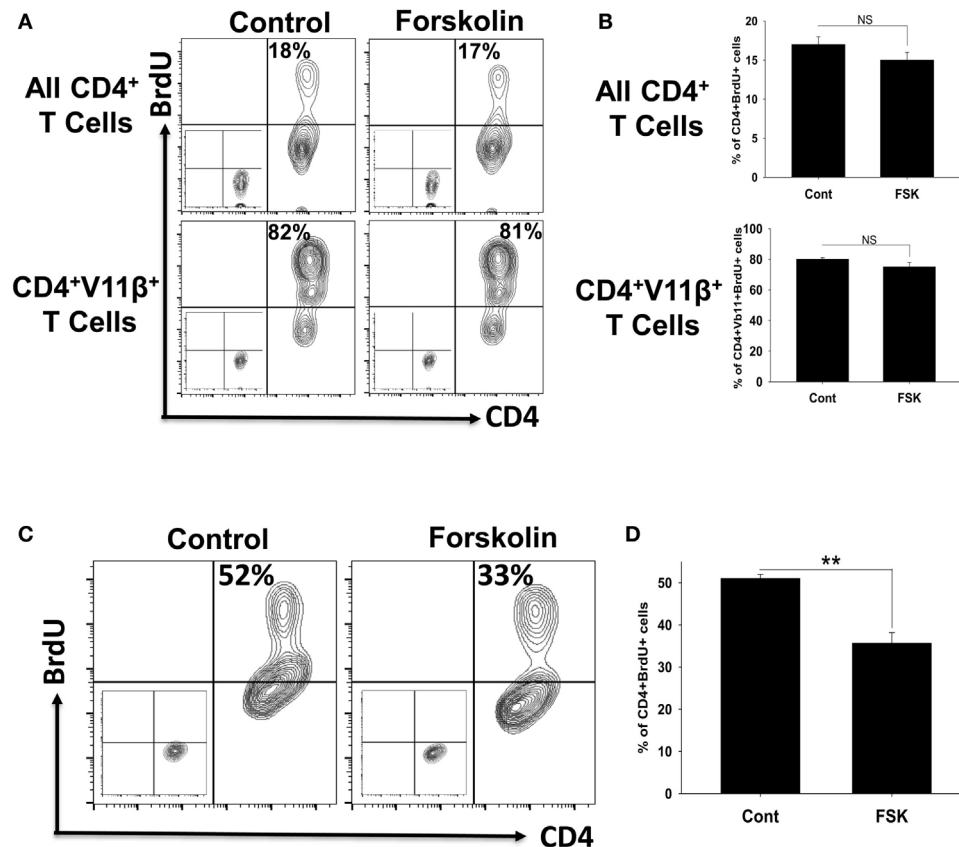 A
Control
Forskolin
B
All CD4+
T Cells
BrdU
18%
17%
CD4+V11β+
T Cells
82%
81%
CD4
All CD4+
T Cells
% of CD4+BrdU+ cells
20
15
10
5
0
NS
Cont
FSK
CD4+V11β+
T Cells
% of CD4+Vb11+BrdU+ cells
100
80
60
40
20
0
NS
Cont
FSK
C
Control
Forskolin
D
BrdU
52%
33%
CD4
% of CD4+BrdU+ cells
50
40
30
20
10
0
**
Cont
FSK